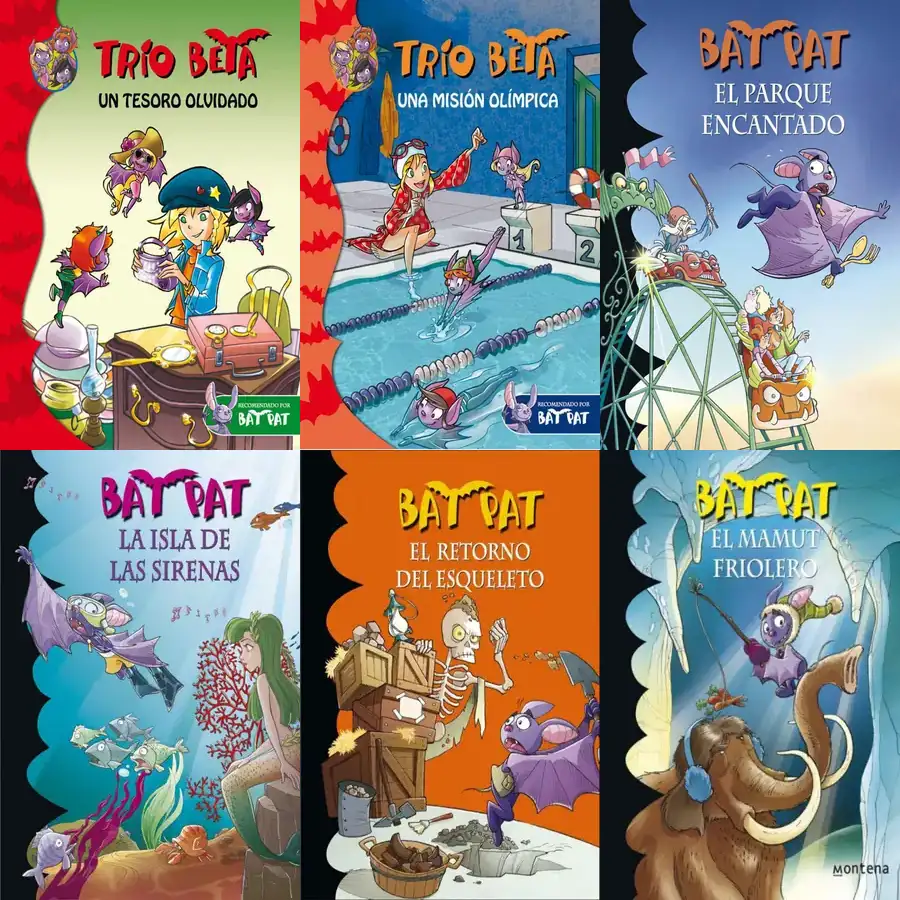 TRÍO BETA
UN TESORO OLVIDADO
RECOMENDADO POR
BAT PAT
TRÍO BETA
UNA MISIÓN OLÍMPICA
1
2
RECOMENDADO POR
BAT PAT
BAT PAT
EL PARQUE
ENCANTADO
BAT PAT
LA ISLA DE
LAS SIRENAS
BAT PAT
EL RETORNO
DEL ESQUELETO
BAT PAT
EL MAMUT
FRIOLERO
montena